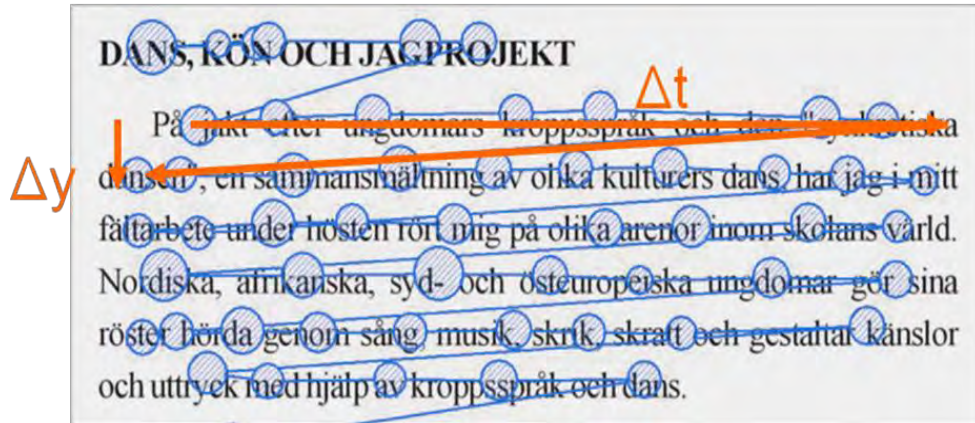 DANS, KÖN OCH JAGPROJEKT
Δt
På jakt efter ungdomars kroppsspråk och den "synkretiska
Δy
dansen", en sammansmältning av olika kulturers dans, har jag i mitt
fältarbete under hösten rört mig på olika arenor inom skolans värld.
Nordiska, afrikanska, syd- och östeuropeiska ungdomar gör sina
röster hörda genom sång, musik, skrik, skratt och gestaltar känslor
och uttryck med hjälp av kroppsspråk och dans.